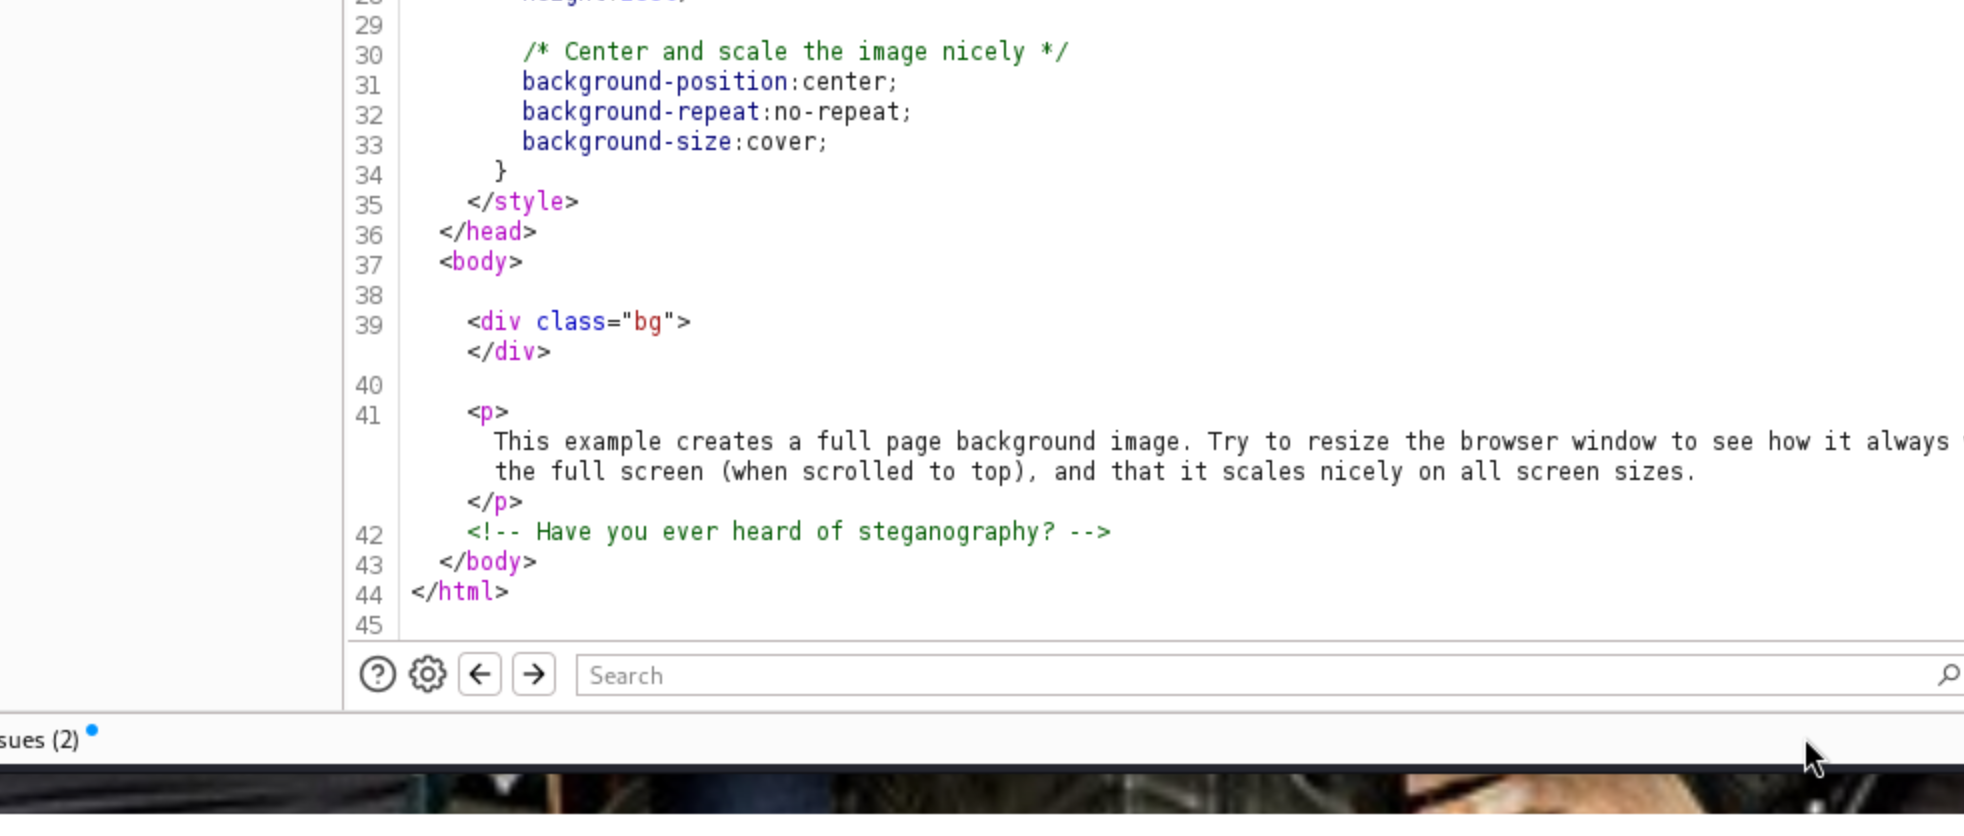 29
30 /* Center and scale the image nicely */
31 background-position:center;
32 background-repeat:no-repeat;
33 background-size:cover;
34 }
35 </style>
36 </head>
37 <body>
38
39 <div class="bg">
</div>
40
41 <p>
This example creates a full page background image. Try to resize the browser window to see how it always
the full screen (when scrolled to top), and that it scales nicely on all screen sizes.
</p>
42 <!-- Have you ever heard of steganography? -->
43 </body>
44 </html>
45
Search
sues (2)